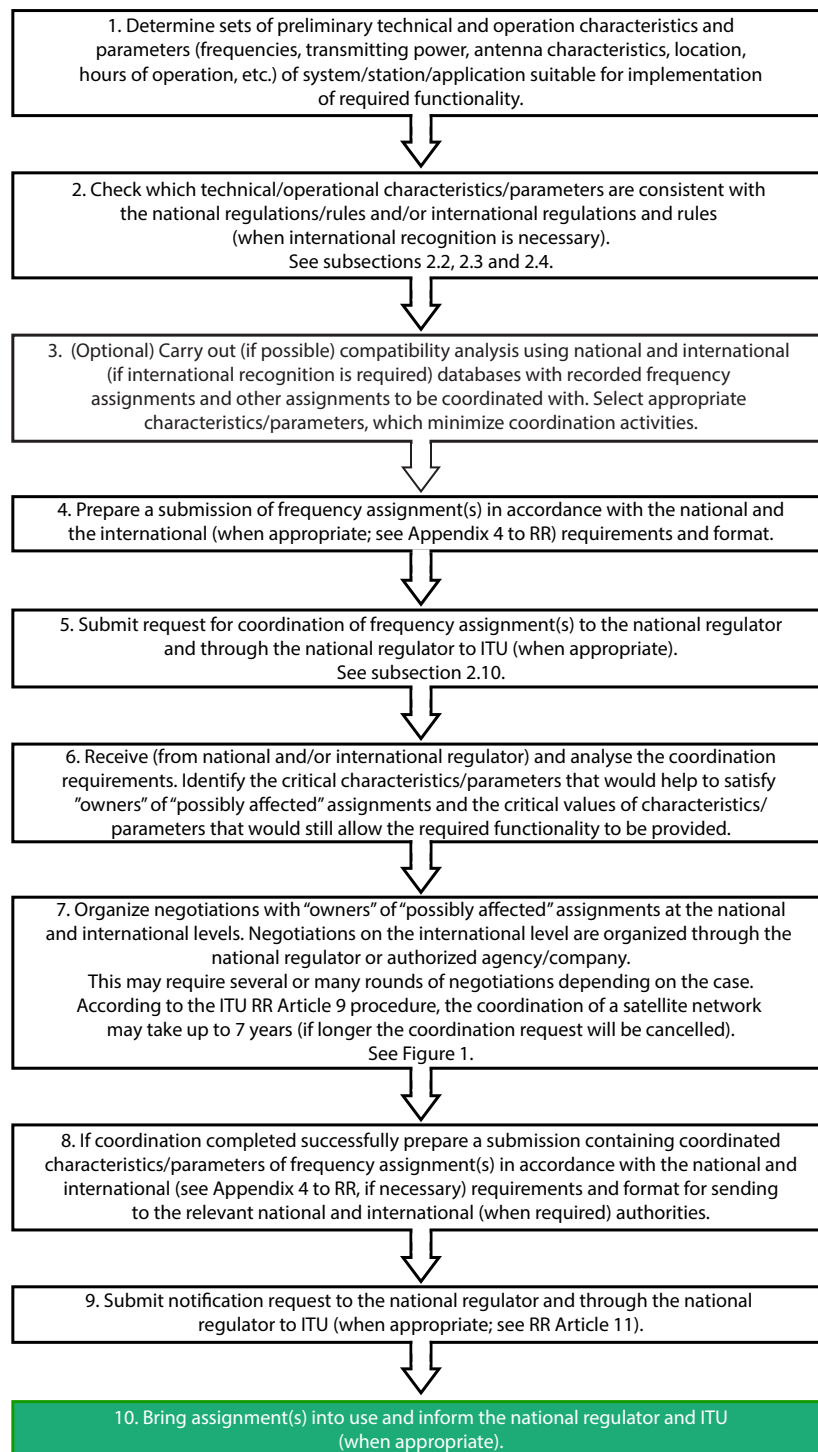 1. Determine sets of preliminary technical and operation characteristics and
parameters (frequencies, transmitting power, antenna characteristics, location,
hours of operation, etc.) of system/station/application suitable for implementation
of required functionality.
2. Check which technical/operational characteristics/parameters are consistent with
the national regulations/rules and/or international regulations and rules
(when international recognition is necessary).
See subsections 2.2, 2.3 and 2.4.
3. (Optional) Carry out (if possible) compatibility analysis using national and international
(if international recognition is required) databases with recorded frequency
assignments and other assignments to be coordinated with. Select appropriate
characteristics/parameters, which minimize coordination activities.
4. Prepare a submission of frequency assignment(s) in accordance with the national and
the international (when appropriate; see Appendix 4 to RR) requirements and format.
5. Submit request for coordination of frequency assignment(s) to the national regulator
and through the national regulator to ITU (when appropriate).
See subsection 2.10.
6. Receive (from national and/or international regulator) and analyse the coordination
requirements. Identify the critical characteristics/parameters that would help to satisfy
"owners" of "possibly affected" assignments and the critical values of characteristics/
parameters that would still allow the required functionality to be provided.
7. Organize negotiations with "owners" of "possibly affected" assignments at the national
and international levels. Negotiations on the international level are organized through the
national regulator or authorized agency/company.
This may require several or many rounds of negotiations depending on the case.
According to the ITU RR Article 9 procedure, the coordination of a satellite network
may take up to 7 years (if longer the coordination request will be cancelled).
See Figure 1.
8. If coordination completed successfully prepare a submission containing coordinated
characteristics/parameters of frequency assignment(s) in accordance with the national and
international (see Appendix 4 to RR, if necessary) requirements and format for sending
to the relevant national and international (when required) authorities.
9. Submit notification request to the national regulator and through the national
regulator to ITU (when appropriate; see RR Article 11).
10. Bring assignment(s) into use and inform the national regulator and ITU
(when appropriate).